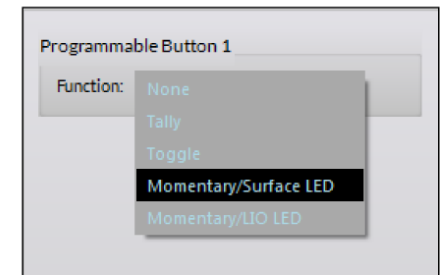 Programmable Button 1
Function:
None
Tally
Toggle
Momentary/Surface LED
Momentary/LIO LED